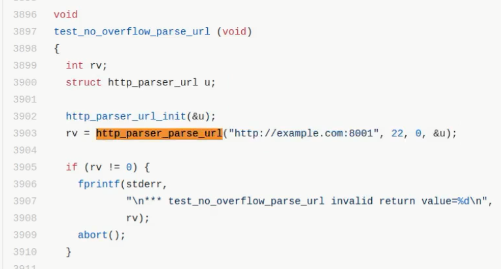 3896 void
3897 test_no_overflow_parse_url (void)
3898 {
3899   int rv;
3900   struct http_parser_url u;
3901
3902   http_parser_url_init(&u);
3903   rv = http_parser_parse_url("http://example.com:8001", 22, 0, &u);
3904
3905   if (rv != 0) {
3906     fprintf(stderr,
3907             "\n*** test_no_overflow_parse_url invalid return value=%d\n",
3908             rv);
3909     abort();
3910   }
3911